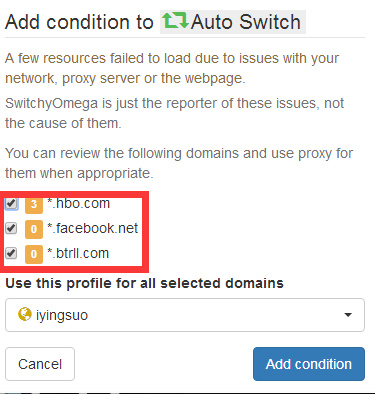 Add condition to Auto Switch
A few resources failed to load due to issues with your
network, proxy server or the webpage.
SwitchyOmega is just the reporter of these issues, not
the cause of them.
You can review the following domains and use proxy for
them when appropriate.
3 *.hbo.com
0 *.facebook.net
0 *.btrll.com
Use this profile for all selected domains
iyingsuo
Cancel Add condition